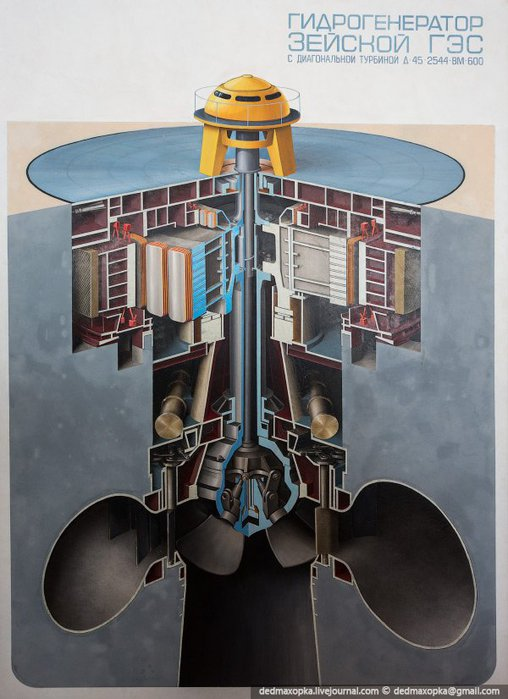 ГИДРОГЕНЕРАТОР
ЗЕЙСКОЙ ГЭС
С ДИАГОНАЛЬНОЙ ТУРБИНОЙ Д-45-2544-ВМ-600
dedmaxopka.livejournal.com © dedmaxopka@gmail.com